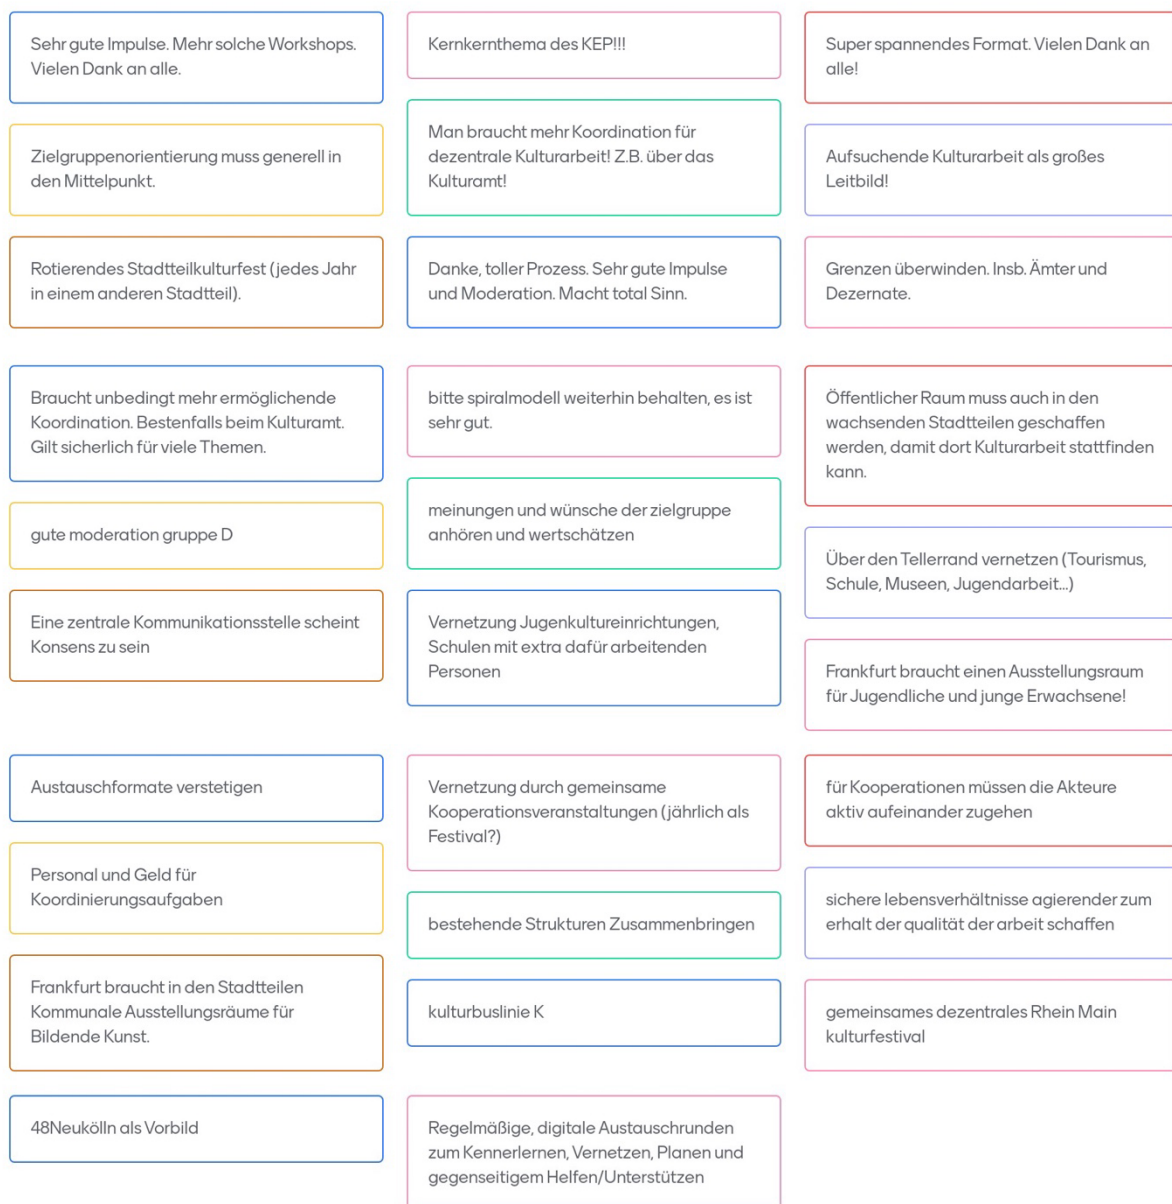 Sehr gute Impulse. Mehr solche Workshops.
Vielen Dank an alle.
Zielgruppenorientierung muss generell in
den Mittelpunkt.
Rotierendes Stadtteilkulturfest (jedes Jahr
in einem anderen Stadtteil).
Kernkernthema des KEP!!!
Man braucht mehr Koordination für
dezentrale Kulturarbeit! Z.B. über das
Kulturamt!
Danke, toller Prozess. Sehr gute Impulse
und Moderation. Macht total Sinn.
Super spannendes Format. Vielen Dank an
alle!
Aufsuchende Kulturarbeit als großes
Leitbild!
Grenzen überwinden. Insb. Ämter und
Dezernate.
Braucht unbedingt mehr ermöglichende
Koordination. Bestenfalls beim Kulturamt.
Gilt sicherlich für viele Themen.
gute moderation gruppe D
Eine zentrale Kommunikationsstelle scheint
Konsens zu sein
bitte spiralmodell weiterhin behalten, es ist
sehr gut.
meinungen und wünsche der zielgruppe
anhören und wertschätzen
Vernetzung Jugenkultureinrichtungen,
Schulen mit extra dafür arbeitenden
Personen
Öffentlicher Raum muss auch in den
wachsenden Stadtteilen geschaffen
werden, damit dort Kulturarbeit stattfinden
kann.
Über den Tellerrand vernetzen (Tourismus,
Schule, Museen, Jugendarbeit...)
Frankfurt braucht einen Ausstellungsraum
für Jugendliche und junge Erwachsene!
Austauschformate verstetigen
Personal und Geld für
Koordinierungsaufgaben
Frankfurt braucht in den Stadtteilen
Kommunale Ausstellungsräume für
Bildende Kunst.
Vernetzung durch gemeinsame
Kooperationsveranstaltungen (jährlich als
Festival?)
bestehende Strukturen Zusammenbringen
kulturbuslinie K
für Kooperationen müssen die Akteure
aktiv aufeinander zugehen
sichere lebensverhältnisse agierender zum
erhalt der qualität der arbeit schaffen
gemeinsames dezentrales Rhein Main
kulturfestival
48Neukölln als Vorbild
Regelmäßige, digitale Austauschrunden
zum Kennerlernen, Vernetzen, Planen und
gegenseitigem Helfen/Unterstützen